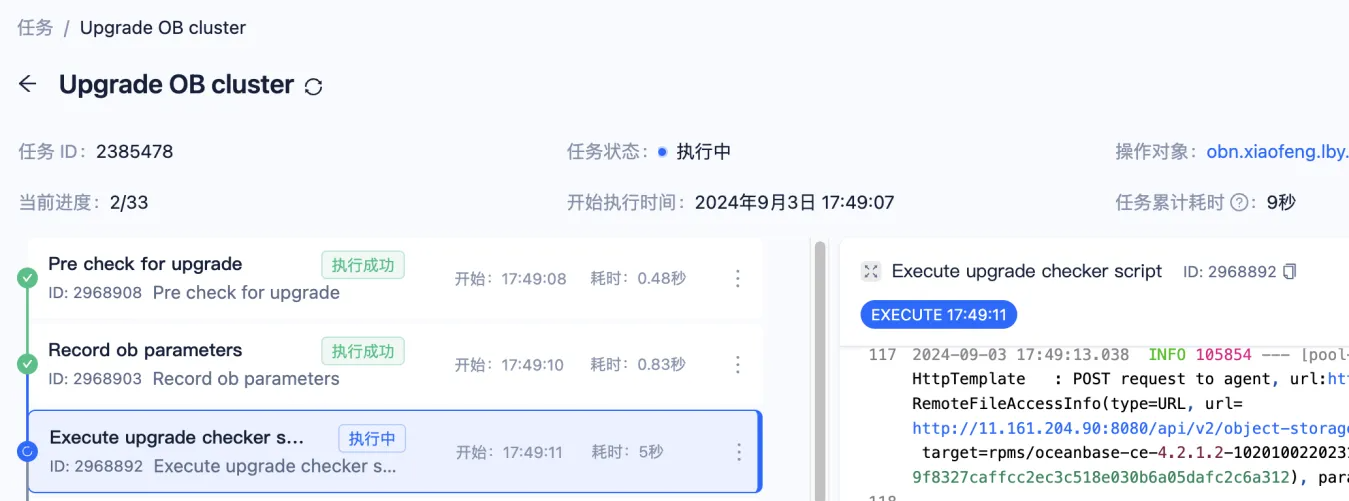 任务 / Upgrade OB cluster
← Upgrade OB cluster
任务 ID：2385478 任务状态： 执行中 操作对象：obn.xiaofeng.lby.
当前进度：2/33 开始执行时间：2024年9月3日 17:49:07 任务累计耗时 ?：9秒
Pre check for upgrade 执行成功
ID: 2968908 Pre check for upgrade 开始：17:49:08 耗时：0.48秒
Record ob parameters 执行成功
ID: 2968903 Record ob parameters 开始：17:49:10 耗时：0.83秒
Execute upgrade checker s... 执行中
ID: 2968892 Execute upgrade checker s... 开始：17:49:11 耗时：5秒
Execute upgrade checker script ID: 2968892
EXECUTE 17:49:11
117 2024-09-03 17:49:13.038 INFO 105854 --- [pool-
HttpTemplate : POST request to agent, url:htt
RemoteFileAccessInfo(type=URL, url=
http://11.161.204.90:8080/api/v2/object-storage
target=rpms/oceanbase-ce-4.2.1.2-1020100220231
9f8327caffcc2ec3c518e030b6a05dafc2c6a312), para
118